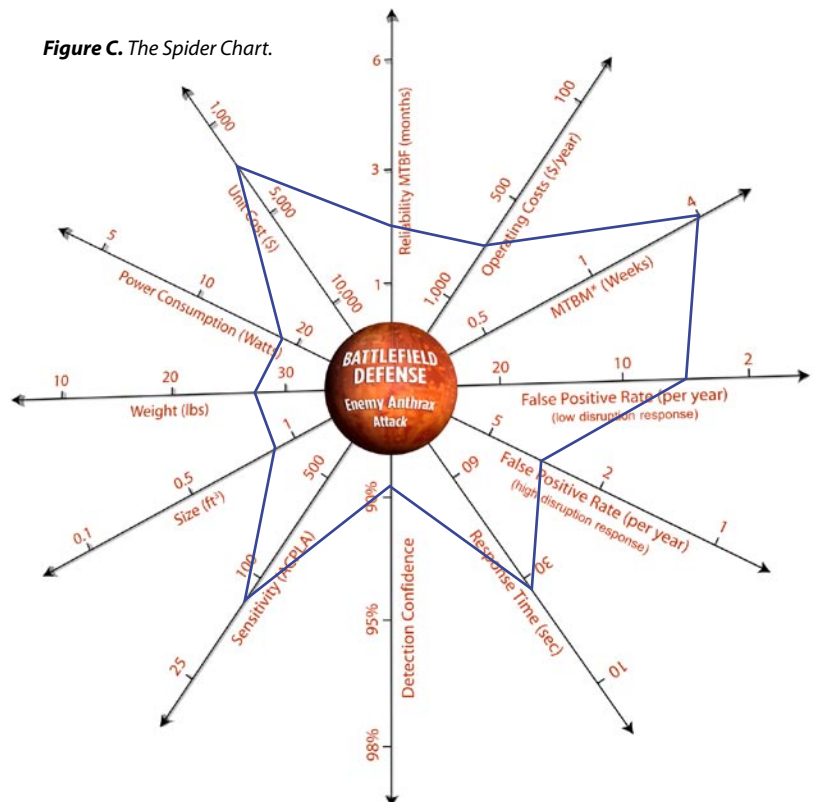 Figure C. The Spider Chart.
6
3
1
Reliability MTBF (months)
100
500
1,000
Operating Costs ($/year)
4
1
0.5
MTBM* (Weeks)
20
10
2
False Positive Rate (per year)
(low disruption response)
5
2
1
False Positive Rate (per year)
(high disruption response)
60
30
10
Response Time (sec)
90%
95%
98%
Detection Confidence
500
100
25
Sensitivity (ACPLA)
1
0.5
0.1
Size (ft³)
30
20
10
Weight (lbs)
20
10
5
Power Consumption (Watts)
1,000
5,000
10,000
Unit Cost ($)
BATTLEFIELD
DEFENSE
Enemy Anthrax
Attack